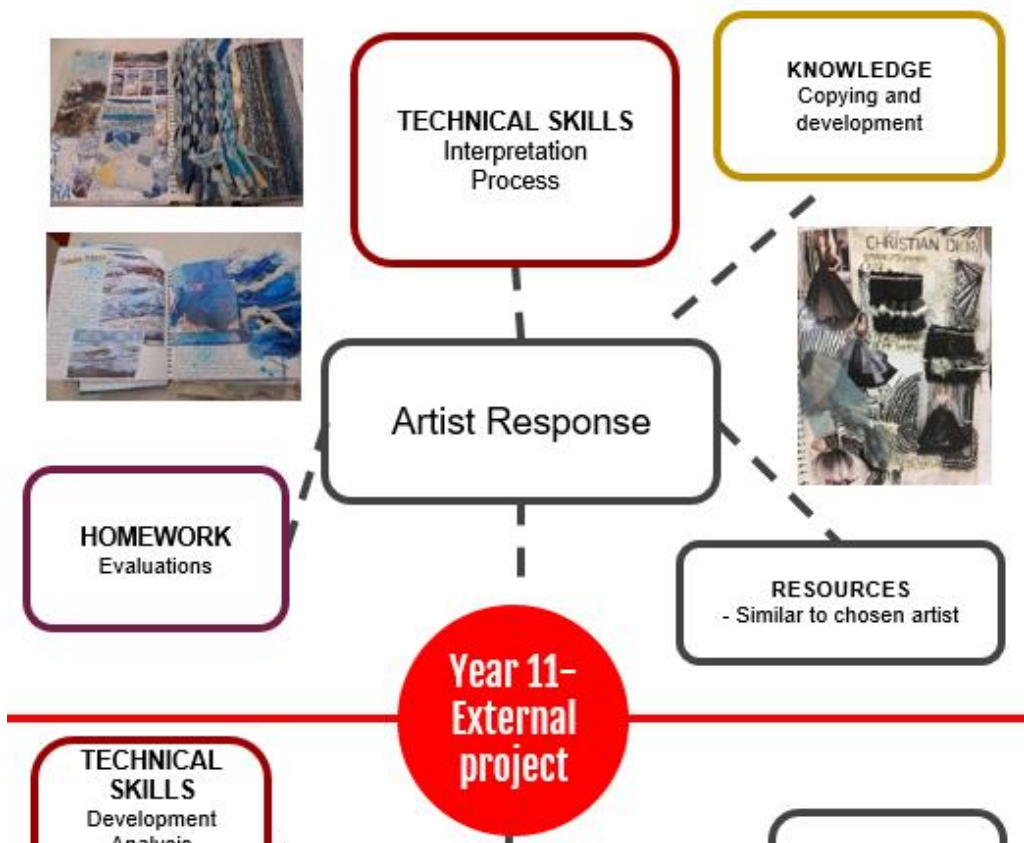 TECHNICAL SKILLS
Interpretation
Process
KNOWLEDGE
Copying and
development
CHRISTIAN DIOR
Artist Response
HOMEWORK
Evaluations
RESOURCES
- Similar to chosen artist
Year 11-
External
project
TECHNICAL
SKILLS
Development
Analysis